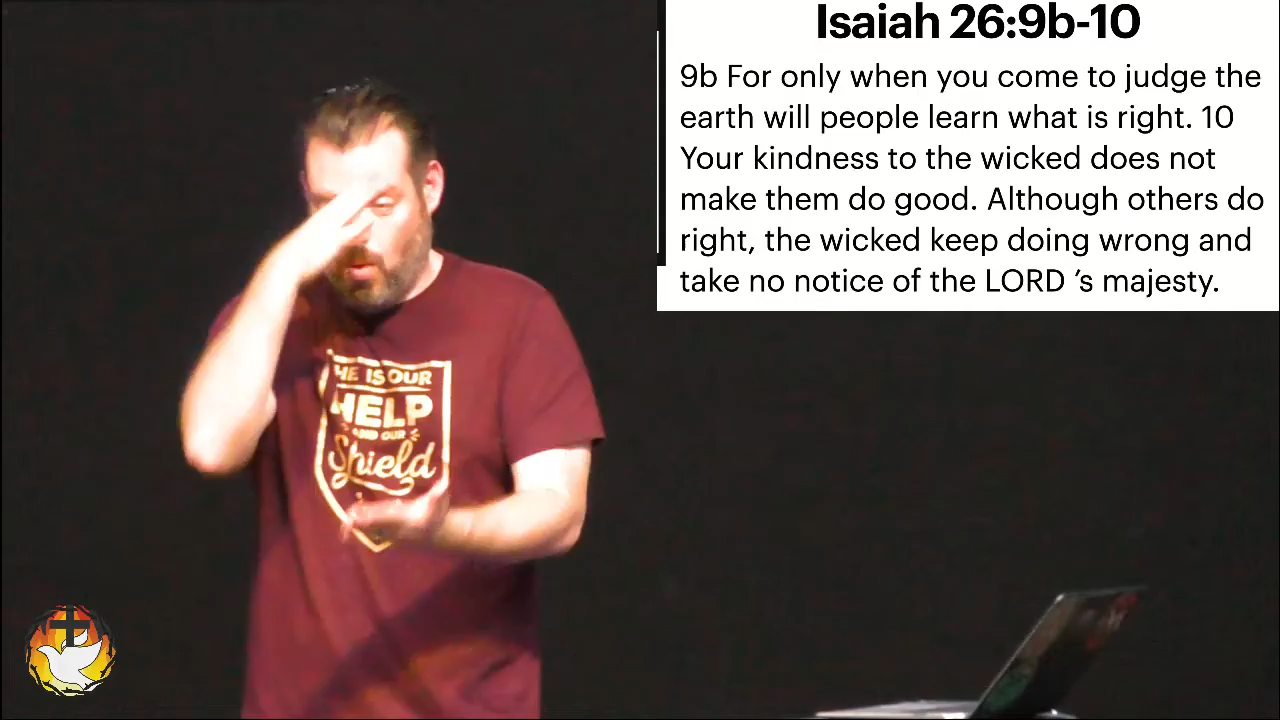 Isaiah 26:9b-10
9b For only when you come to judge the
earth will people learn what is right. 10
Your kindness to the wicked does not
make them do good. Although others do
right, the wicked keep doing wrong and
take no notice of the LORD ’s majesty.
HE IS OUR
HELP
AND OUR
Shield